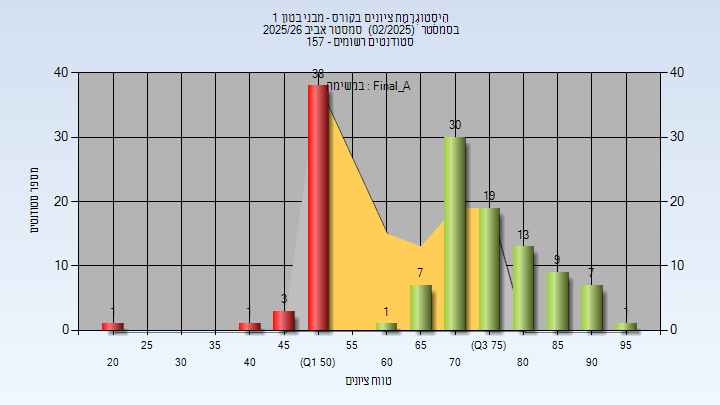 הִיסְטוֹגְרַמַּת ציונים בקורס - מבני בטון 1
בסמסטר (02/2025) סמסטר אביב 2025/26
סטודנטים רשומים - 157
במשימה : Final_A
מספר סטודנטים
40
30
20
10
0
40
30
20
10
0
1
1
3
38
1
7
30
19
13
9
7
1
25 35 45 55 65 (Q3 75) 85 95
20 30 40 (Q1 50) 60 70 80 90
טווח ציונים